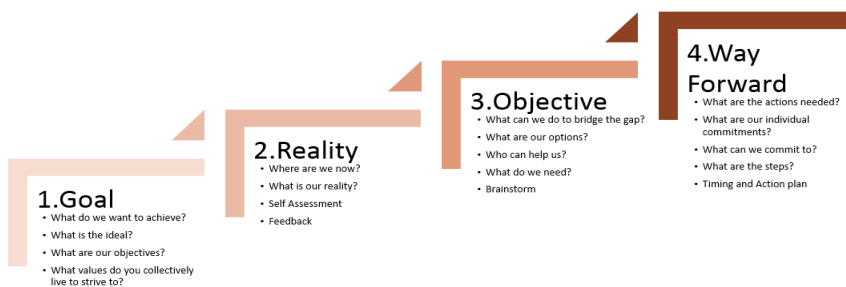 1.Goal
• What do we want to achieve?
• What is the ideal?
• What are our objectives?
• What values do you collectively
live to strive to?
2.Reality
• Where are we now?
• What is our reality?
• Self Assessment
• Feedback
3.Objective
• What can we do to bridge the gap?
• What are our options?
• Who can help us?
• What do we need?
• Brainstorm
4.Way
Forward
• What are the actions needed?
• What are our individual
commitments?
• What can we commit to?
• What are the steps?
• Timing and Action plan